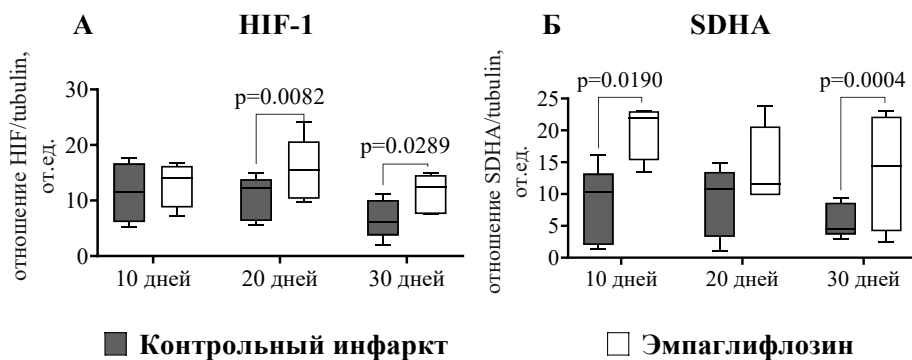 А HIF-1
отношение HIF/tubulin,
от.ед.
30
20
10
0
p=0.0082
p=0.0289
10 дней 20 дней 30 дней
Б SDHA
отношение SDHA/tubulin,
от.ед.
25
20
15
10
5
0
p=0.0190
p=0.0004
10 дней 20 дней 30 дней
Контрольный инфаркт Эмпаглифлозин